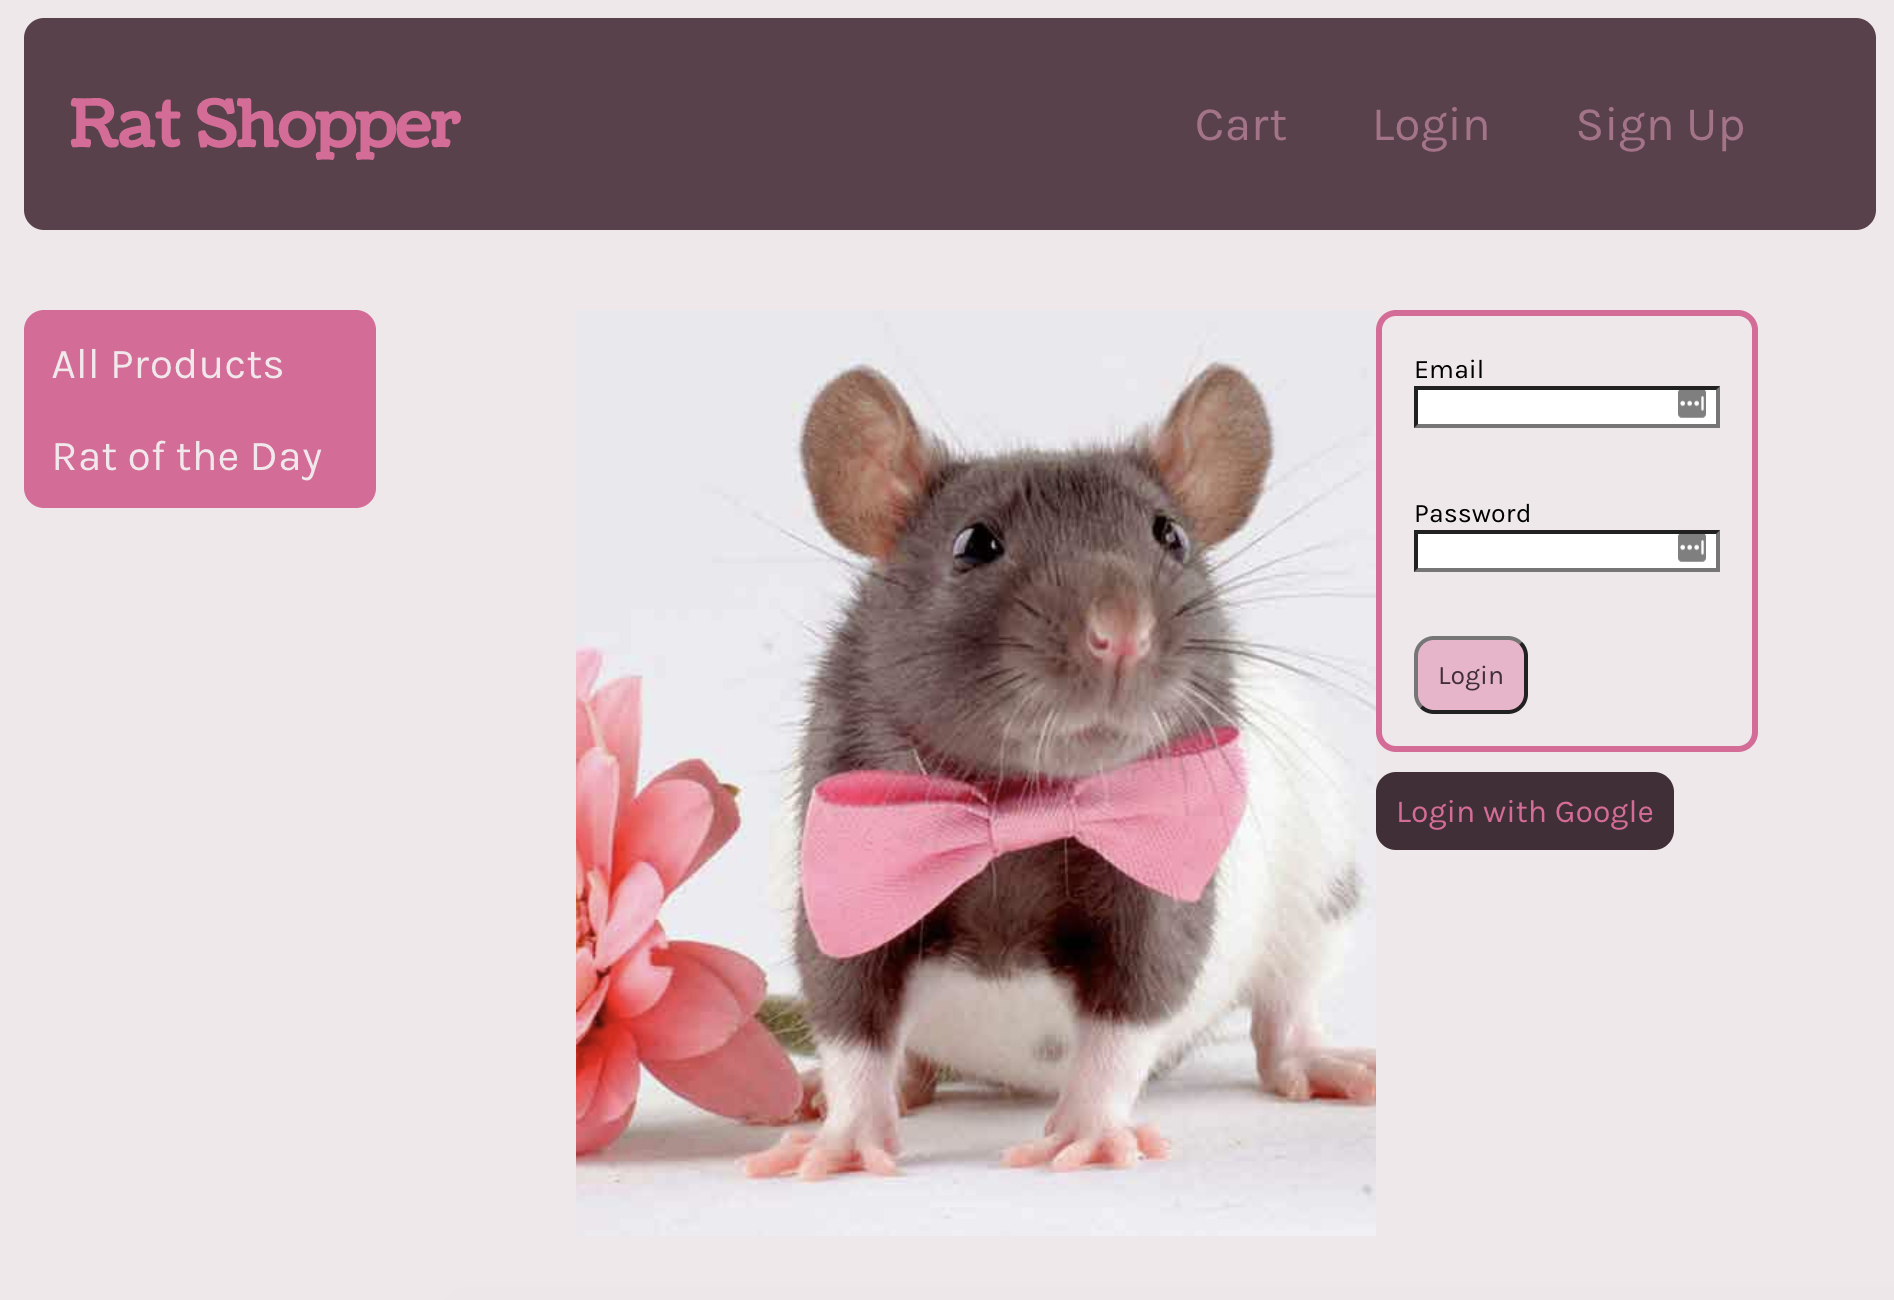 Rat Shopper
Cart Login Sign Up
All Products
Rat of the Day
Email
Password
Login
Login with Google